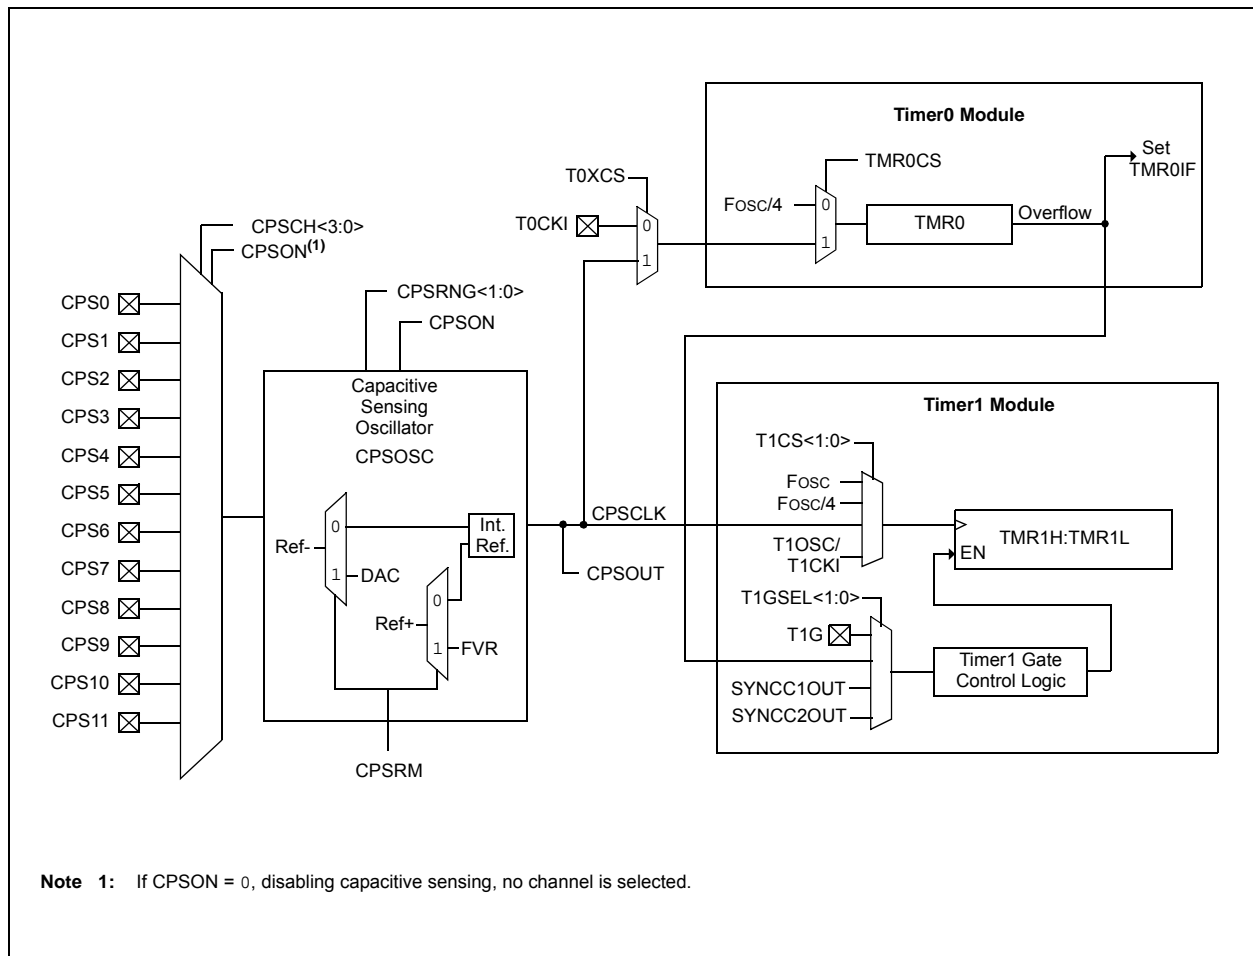 Timer0 Module
Set
TMR0IF
TMR0CS
T0XCS
FOSC/4
0
T0CKI
0
TMR0
Overflow
1
1
CPSCH<3:0>
CPSON(1)
CPSRNG<1:0>
CPSON
CPS0
CPS1
CPS2
CPS3
CPS4
CPS5
CPS6
CPS7
CPS8
CPS9
CPS10
CPS11
Capacitive
Sensing
Oscillator
CPSOSC
0
Int.
Ref.
Ref-
1
DAC
0
Ref+
1
FVR
CPSRM
CPSCLK
CPSOUT
Timer1 Module
T1CS<1:0>
FOSC
FOSC/4
T1OSC/
T1CKI
TMR1H:TMR1L
EN
T1GSEL<1:0>
T1G
Timer1 Gate
Control Logic
SYNCC1OUT
SYNCC2OUT
Note 1: If CPSON = 0, disabling capacitive sensing, no channel is selected.